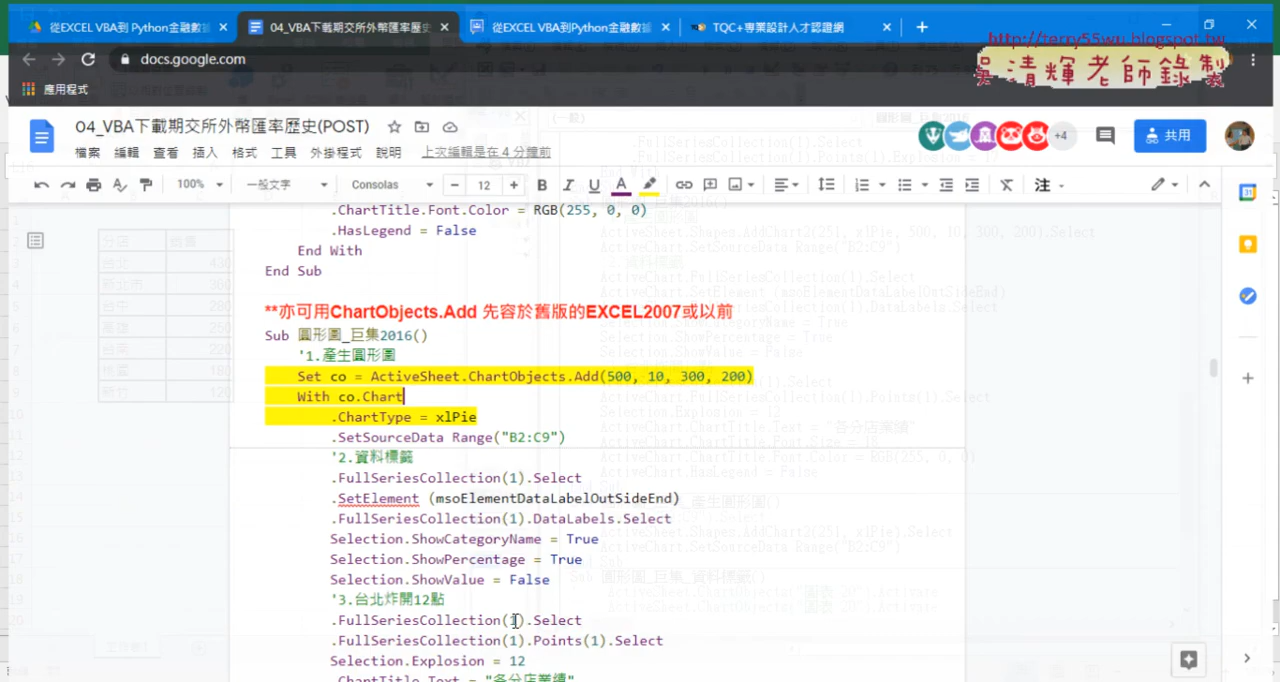 從EXCEL VBA到 Python金融數據
04_VBA下載期交所外幣匯率歷史
從EXCEL VBA到Python金融數據
TQC+專業設計人才認證網
http://terry55wu.blogspot.tw
吳清輝老師錄製
docs.google.com
應用程式
04_VBA下載期交所外幣匯率歷史(POST)
+4
共用
檔案 編輯 查看 插入 格式 工具 外掛程式 說明 上次編輯是在 4 分鐘前
100% 一般文字 Consolas 12 B I U A 注
.ChartTitle.Font.Color = RGB(255, 0, 0)
.HasLegend = False
End With
End Sub
**亦可用ChartObjects.Add 先容於舊版的EXCEL2007或以前
Sub 圓形圖_巨集2016()
'1.產生圓形圖
Set co = ActiveSheet.ChartObjects.Add(500, 10, 300, 200)
With co.Chart
.ChartType = xlPie
.SetSourceData Range("B2:C9")
'2.資料標籤
.FullSeriesCollection(1).Select
.SetElement (msoElementDataLabelOutSideEnd)
.FullSeriesCollection(1).DataLabels.Select
Selection.ShowCategoryName = True
Selection.ShowPercentage = True
Selection.ShowValue = False
'3.台北炸開12點
.FullSeriesCollection(1).Select
.FullSeriesCollection(1).Points(1).Select
Selection.Explosion = 12
.ChartTitle.Text = "各分店業績"